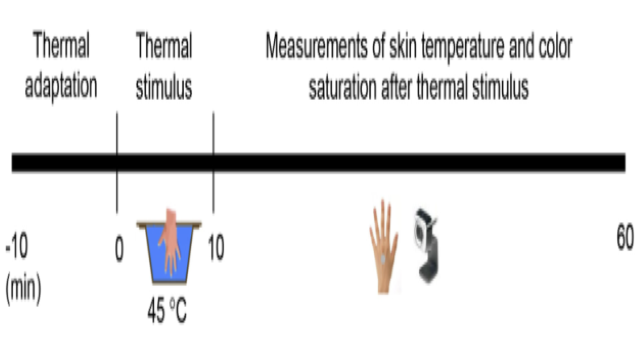 Thermal
adaptation
Thermal
stimulus
Measurements of skin temperature and color
saturation after thermal stimulus
-10
(min)
0
10
60
45 °C